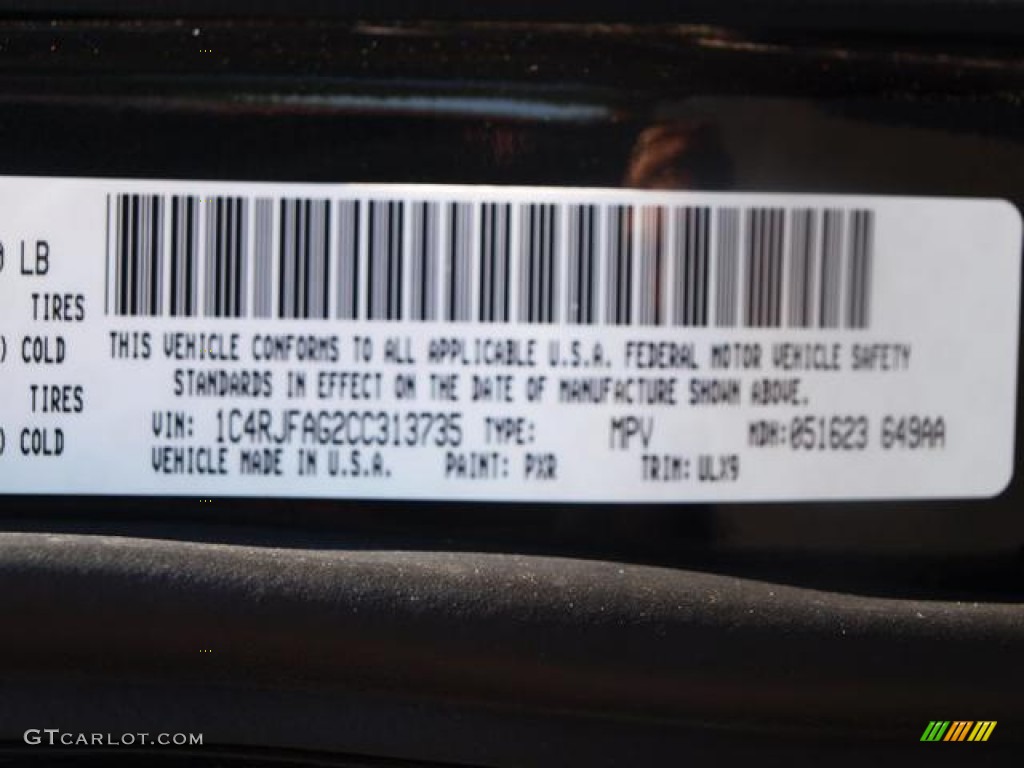 0 LB
TIRES
) COLD
TIRES
) COLD
THIS VEHICLE CONFORMS TO ALL APPLICABLE U.S.A. FEDERAL MOTOR VEHICLE SAFETY
STANDARDS IN EFFECT ON THE DATE OF MANUFACTURE SHOWN ABOVE.
VIN: 1C4RJFAG2CC313735 TYPE: MPV MDH:051623 649AA
VEHICLE MADE IN U.S.A. PAINT: PXR TRIM: ULX9
GTCARLOT.COM